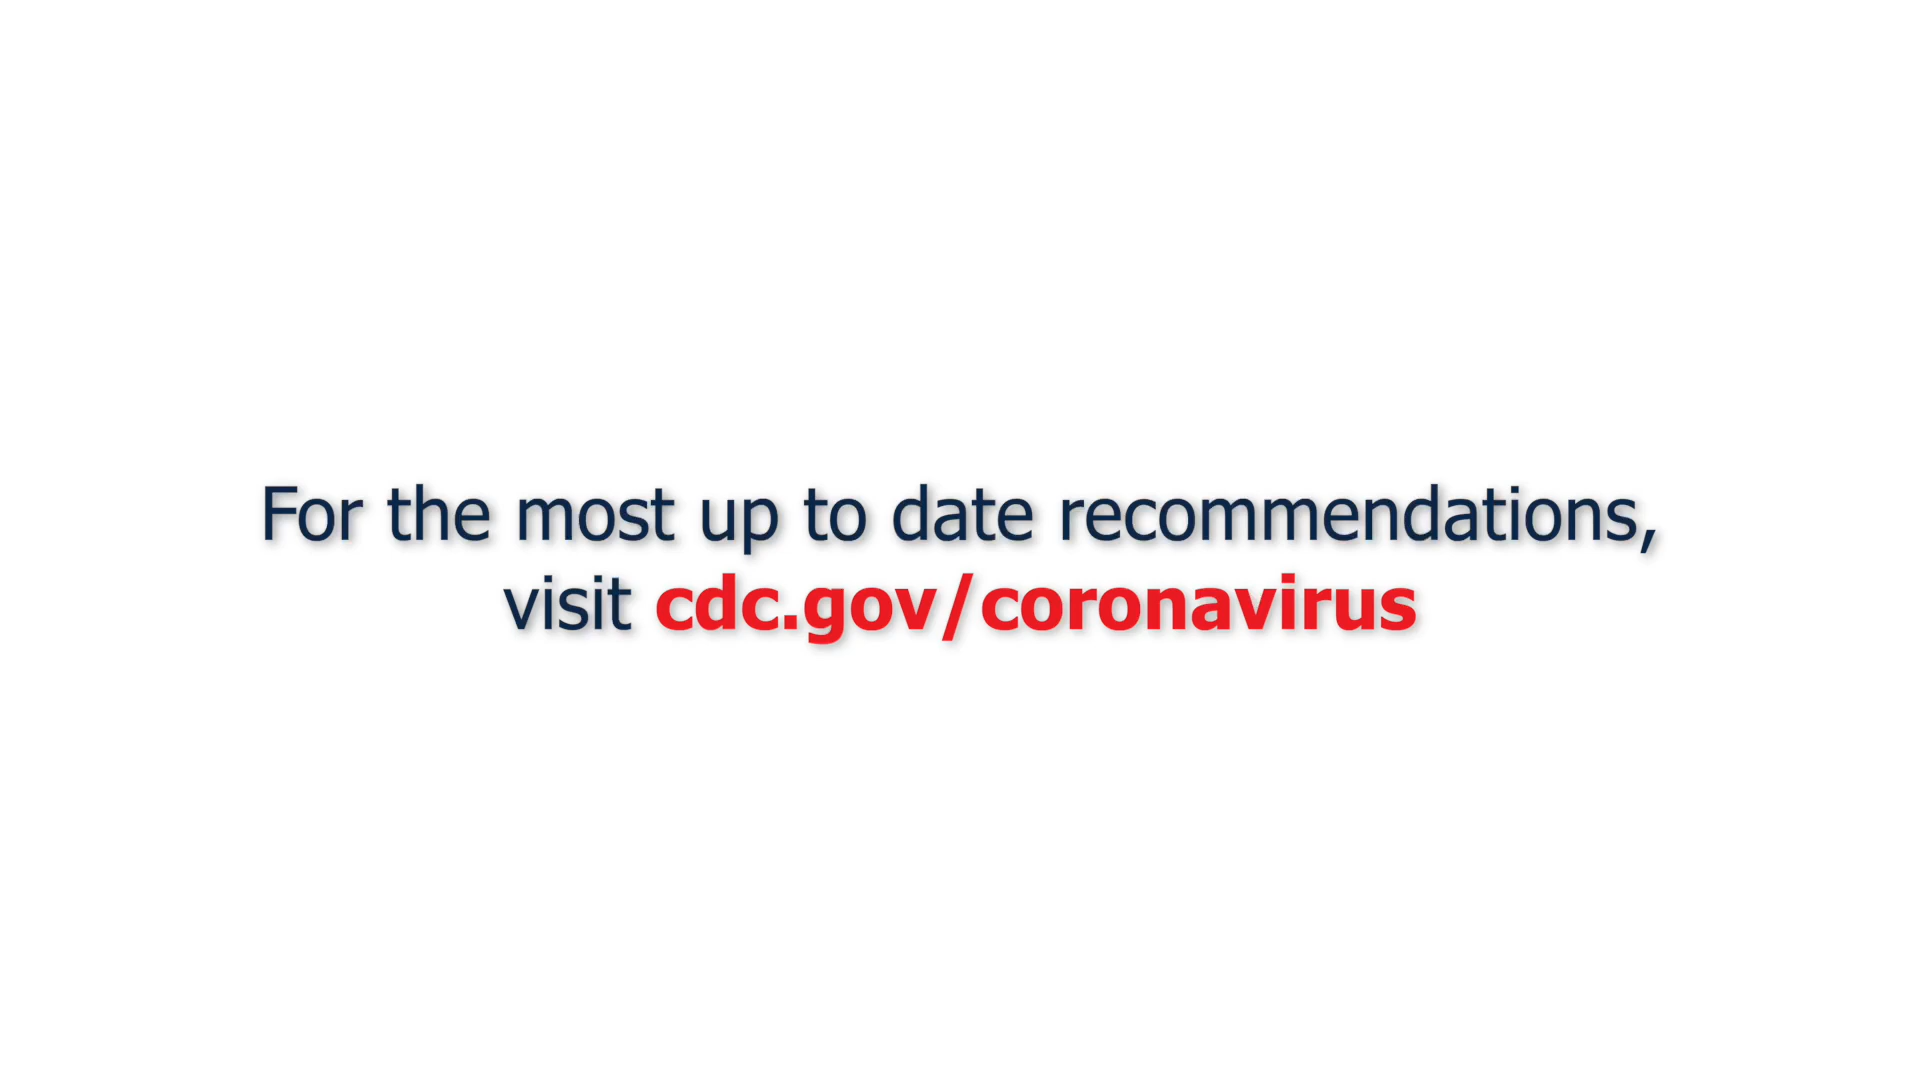 For the most up to date recommendations,
visit cdc.gov/coronavirus